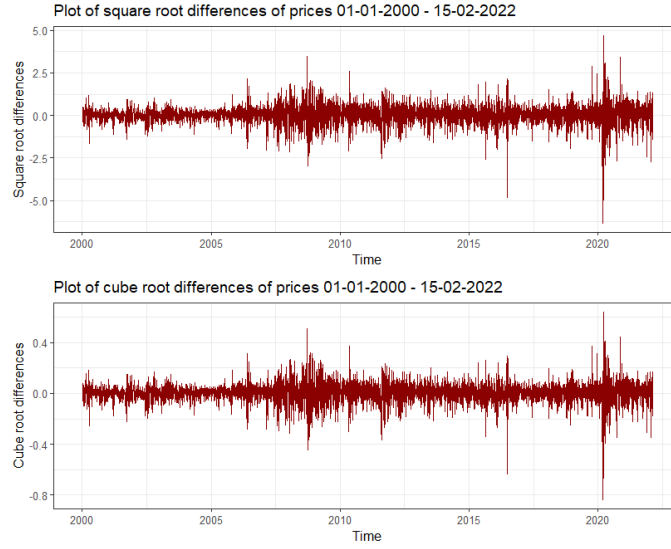 Plot of square root differences of prices 01-01-2000 - 15-02-2022
Square root differences
5.0
2.5
0.0
-2.5
-5.0
2000 2005 2010 2015 2020
Time
Plot of cube root differences of prices 01-01-2000 - 15-02-2022
Cube root differences
0.4
0.0
-0.4
-0.8
2000 2005 2010 2015 2020
Time